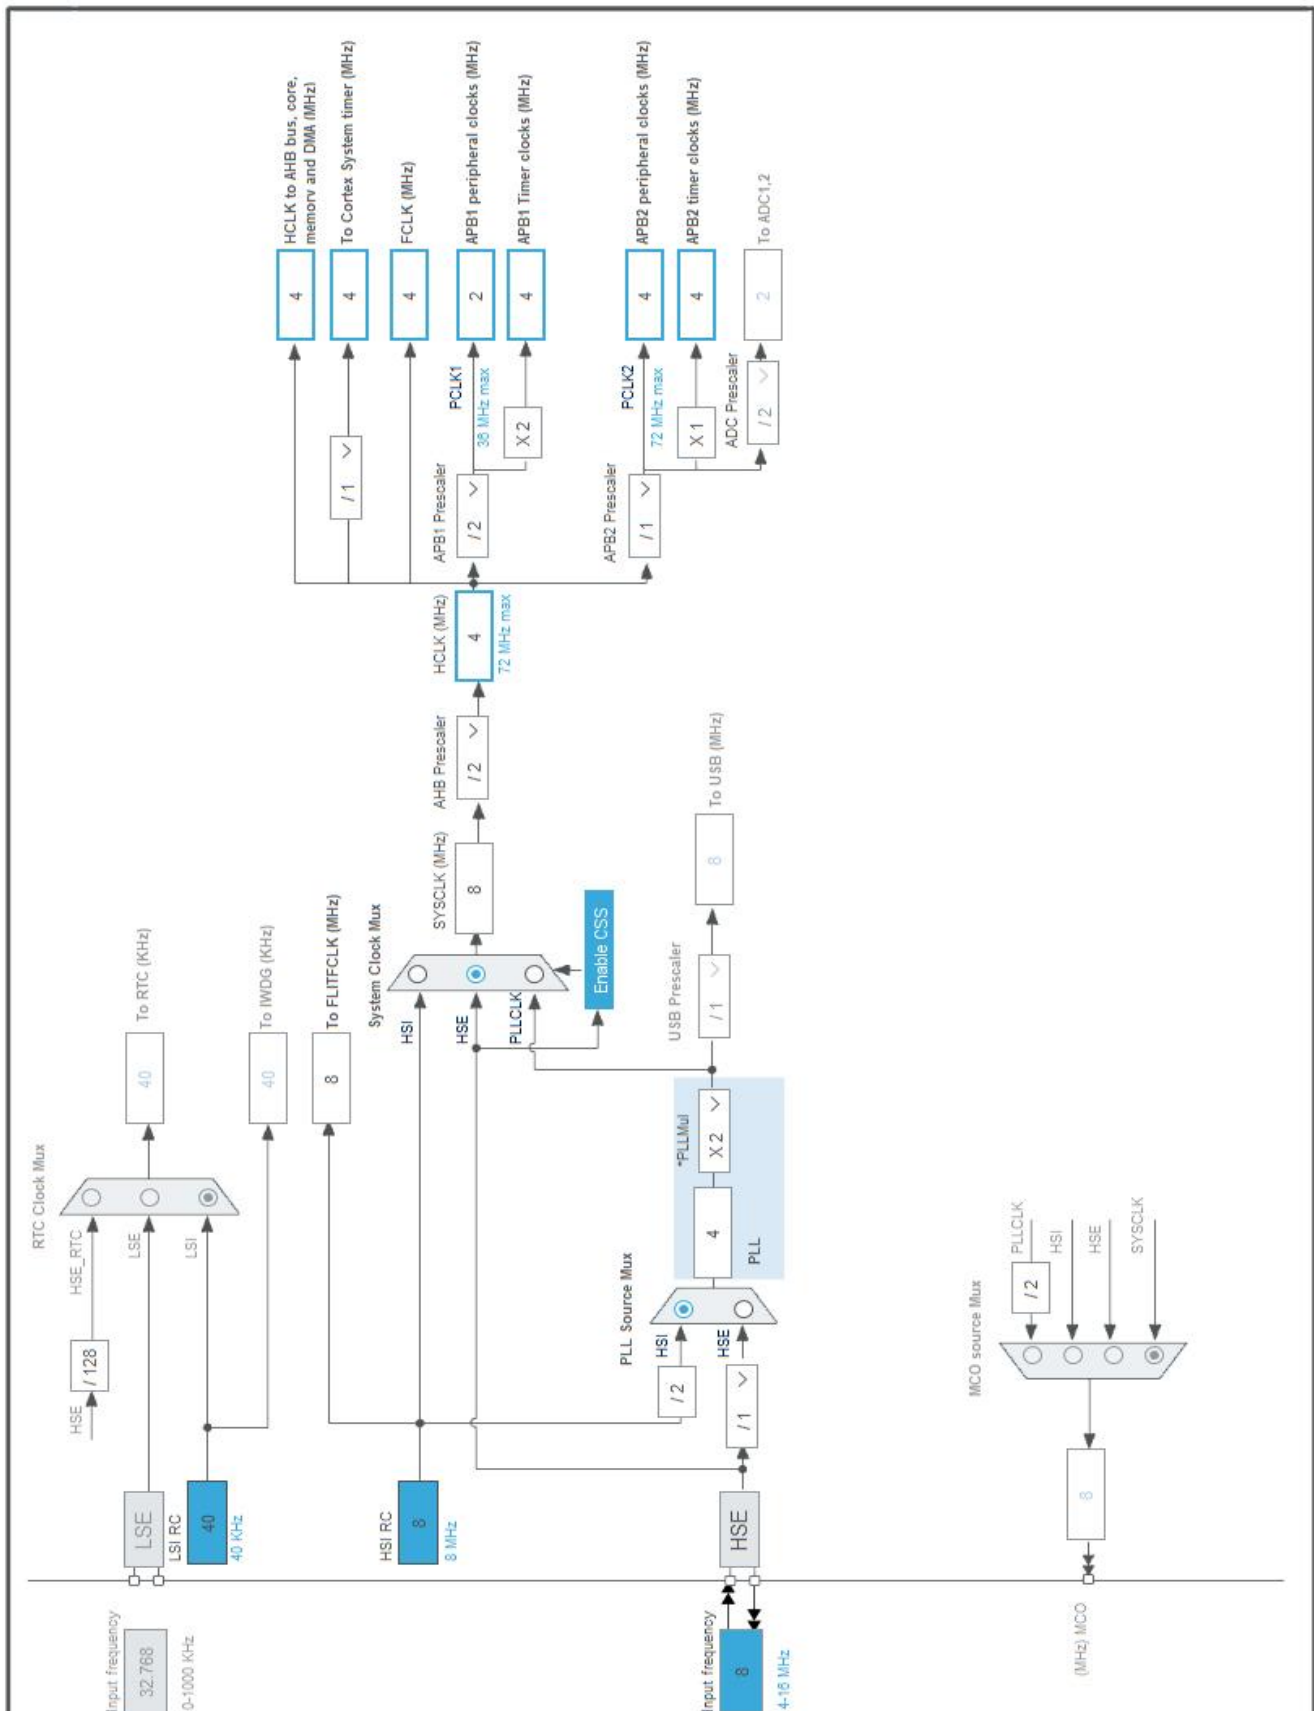 Input frequency
32.768
0-1000 KHz
LSE
LSI RC
40
40 KHz
HSE
/ 128
HSE_RTC
LSE
LSI
RTC Clock Mux
40
To RTC (KHz)
40
To IWDG (KHz)
HSI RC
8
8 MHz
8
To FLITFCLK (MHz)
System Clock Mux
HSI
HSE
PLLCLK
Enable CSS
SYSCLK (MHz)
8
AHB Prescaler
/ 2
HCLK (MHz)
4
72 MHz max
4
HCLK to AHB bus, core,
memory and DMA (MHz)
/ 1
4
To Cortex System timer (MHz)
4
FCLK (MHz)
APB1 Prescaler
/ 2
PCLK1
36 MHz max
2
APB1 peripheral clocks (MHz)
X 2
4
APB1 Timer clocks (MHz)
APB2 Prescaler
/ 1
PCLK2
72 MHz max
4
APB2 peripheral clocks (MHz)
X 1
4
APB2 timer clocks (MHz)
ADC Prescaler
/ 2
2
To ADC1,2
Input frequency
8
4-16 MHz
HSE
/ 1
/ 2
PLL Source Mux
HSI
HSE
4
PLL
*PLLMul
X 2
USB Prescaler
/ 1
8
To USB (MHz)
(MHz) MCO
8
MCO source Mux
/ 2
PLLCLK
HSI
HSE
SYSCLK